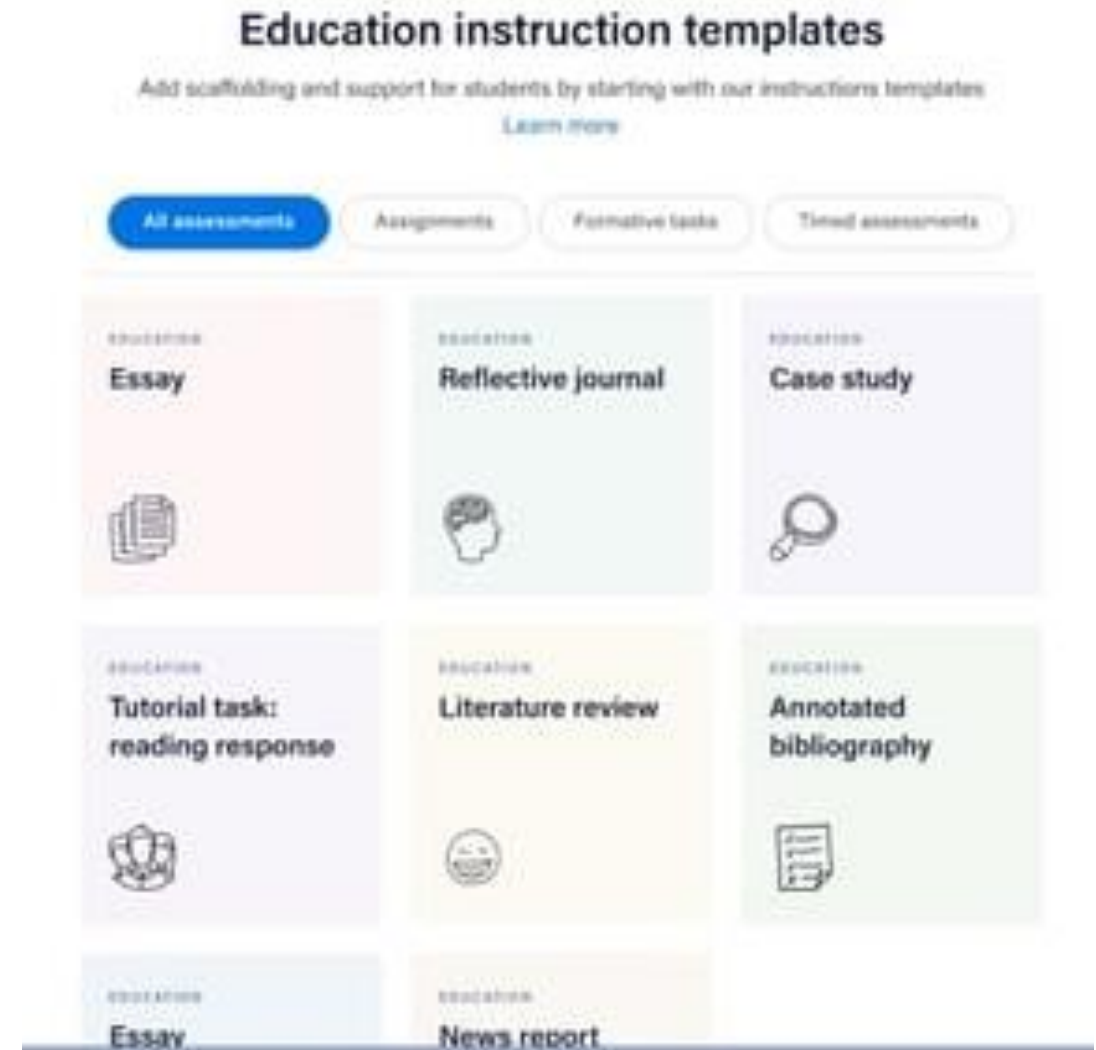 Education instruction templates
Add scaffolding and support for students by starting with our instructions templates
Learn more
All assessments
Assignments
Formative tasks
Timed assessments
EDUCATION
Essay
EDUCATION
Reflective journal
EDUCATION
Case study
EDUCATION
Tutorial task:
reading response
EDUCATION
Literature review
EDUCATION
Annotated
bibliography
EDUCATION
Essay
EDUCATION
News report